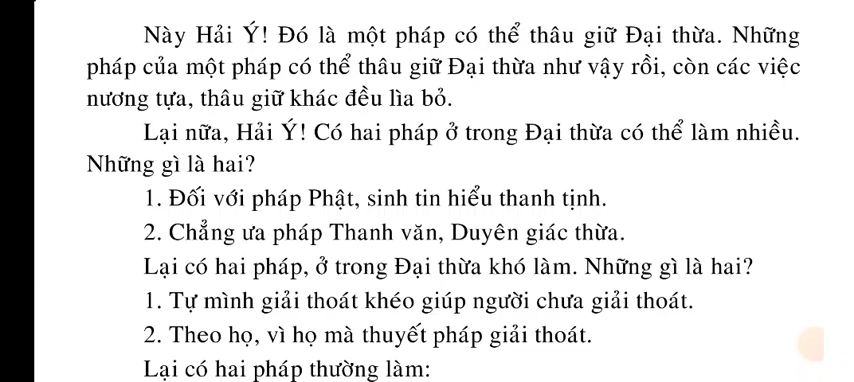 Này Hải Ý! Đó là một pháp có thể thâu giữ Đại thừa. Những
pháp của một pháp có thể thâu giữ Đại thừa như vậy rồi, còn các việc
nương tựa, thâu giữ khác đều lìa bỏ.
Lại nữa, Hải Ý! Có hai pháp ở trong Đại thừa có thể làm nhiều.
Những gì là hai?
1. Đối với pháp Phật, sinh tin hiểu thanh tịnh.
2. Chẳng ưa pháp Thanh văn, Duyên giác thừa.
Lại có hai pháp, ở trong Đại thừa khó làm. Những gì là hai?
1. Tự mình giải thoát khéo giúp người chưa giải thoát.
2. Theo họ, vì họ mà thuyết pháp giải thoát.
Lại có hai pháp thường làm: